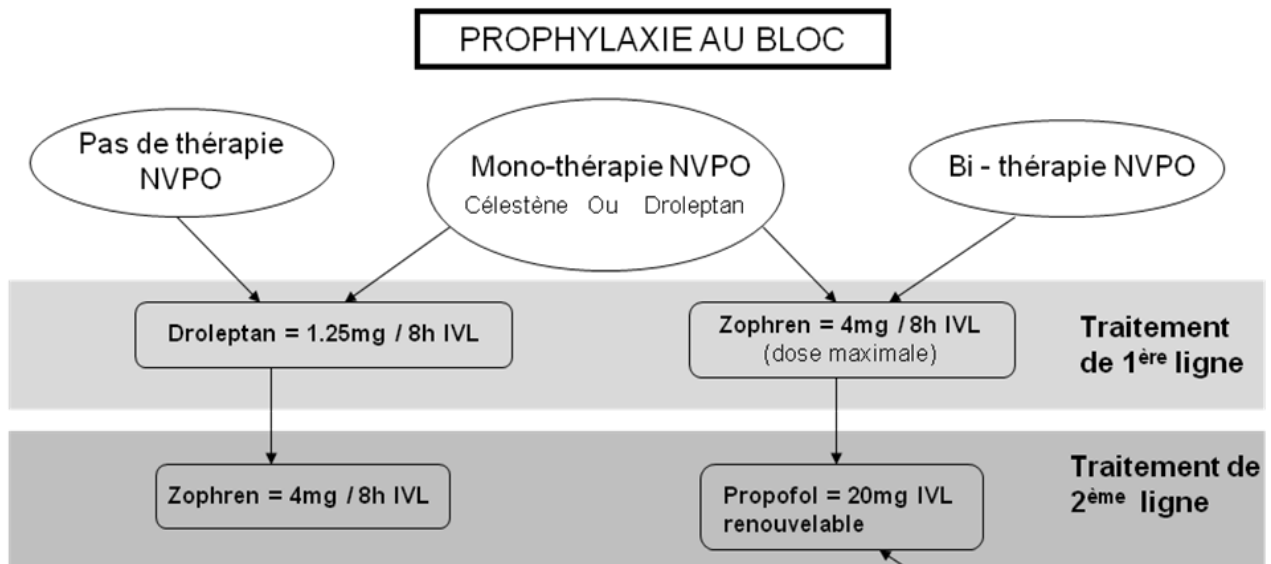 PROPHYLAXIE AU BLOC
Pas de thérapie
NVPO
Mono-thérapie NVPO
Célestène Ou Droleptan
Bi - thérapie NVPO
Droleptan = 1.25mg / 8h IVL
Zophren = 4mg / 8h IVL
(dose maximale)
Traitement
de 1ère ligne
Zophren = 4mg / 8h IVL
Propofol = 20mg IVL
renouvelable
Traitement de
2ème ligne